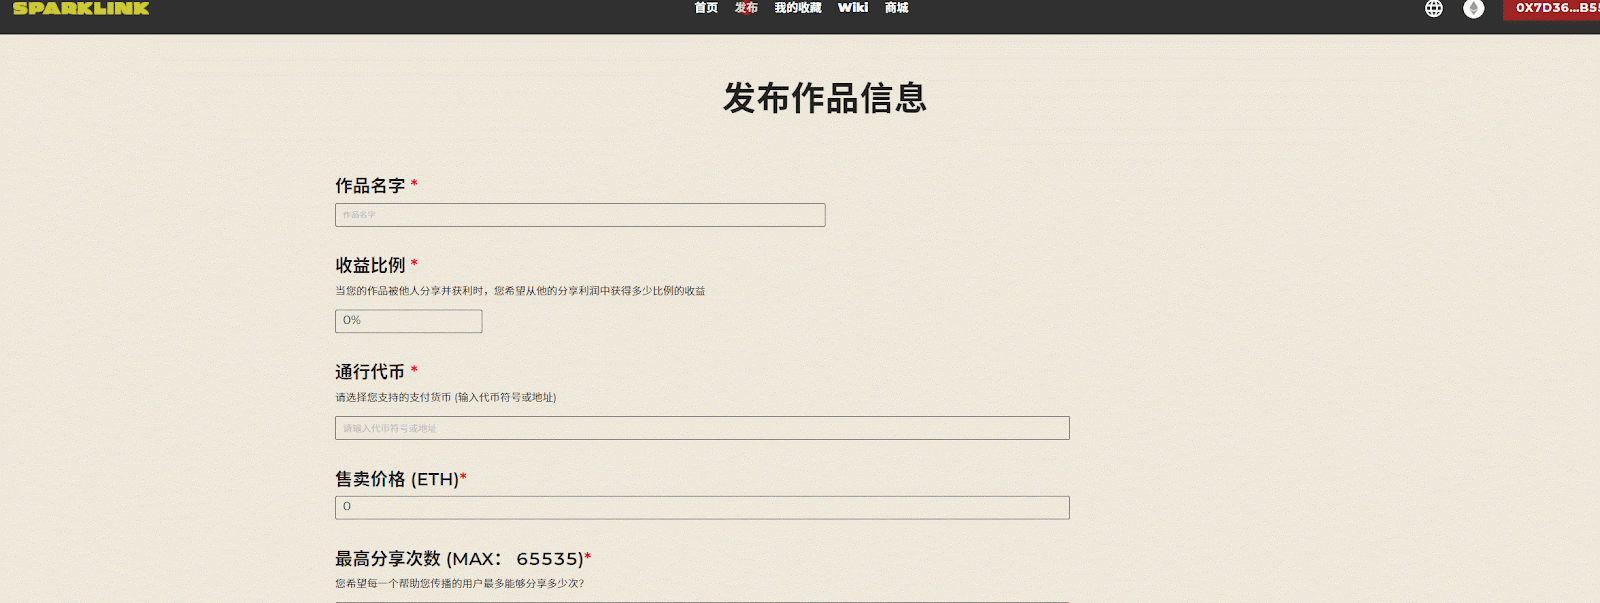 SPARKLINK 首页 发布 我的收藏 Wiki 商城 0X7D36...B55
发布作品信息
作品名字 *
作品名字
收益比例 *
当您的作品被他人分享并获利时，您希望从他的分享利润中获得多少比例的收益
0%
通行代币 *
请选择您支持的支付货币 (输入代币符号或地址)
请输入代币符号或地址
售卖价格 (ETH)*
0
最高分享次数 (MAX： 65535)*
您希望每一个帮助您传播的用户最多能够分享多少次？